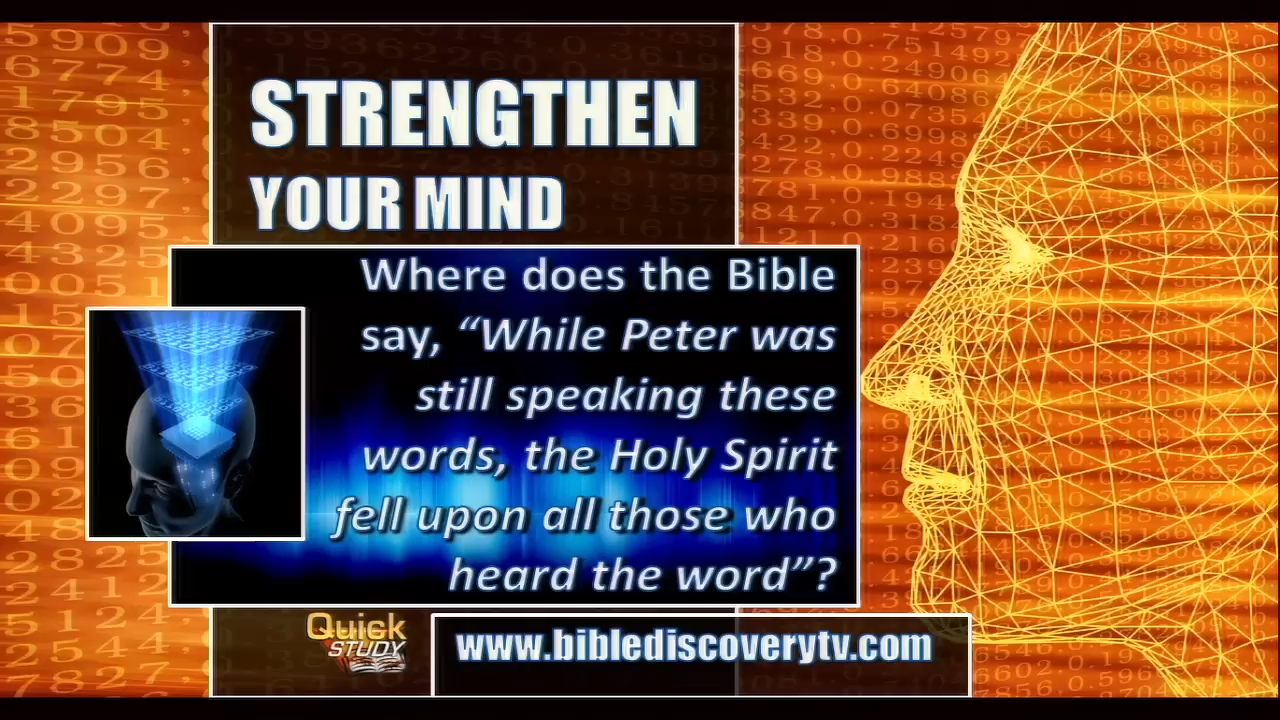 STRENGTHEN
YOUR MIND
Where does the Bible
say, “While Peter was
still speaking these
words, the Holy Spirit
fell upon all those who
heard the word”?
Quick
STUDY
www.biblediscoverytv.com